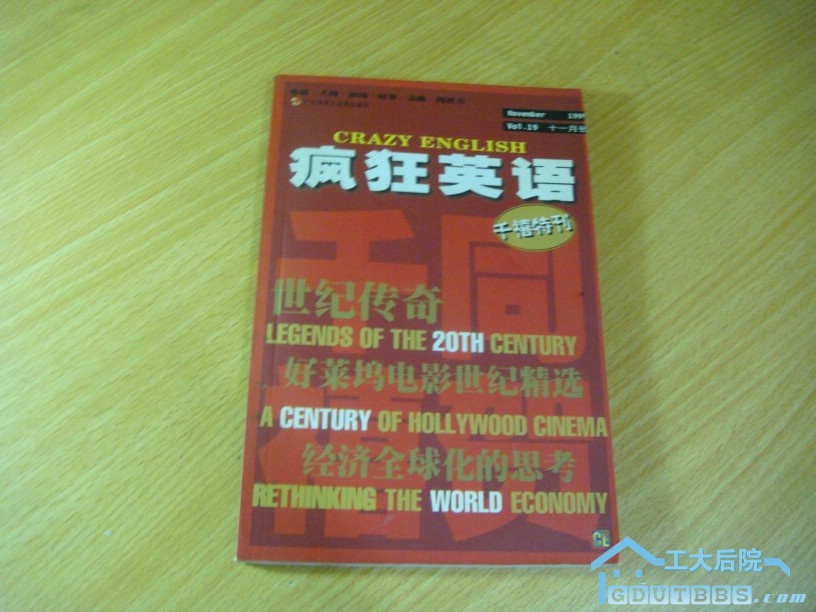 November 199
Vol.19 十一月号
CRAZY ENGLISH
疯狂英语
千禧特刊
世纪传奇
LEGENDS OF THE 20TH CENTURY
好莱坞电影世纪精选
A CENTURY OF HOLLYWOOD CINEMA
经济全球化的思考
RETHINKING THE WORLD ECONOMY
CE
工大后院
GDUTBBS.com